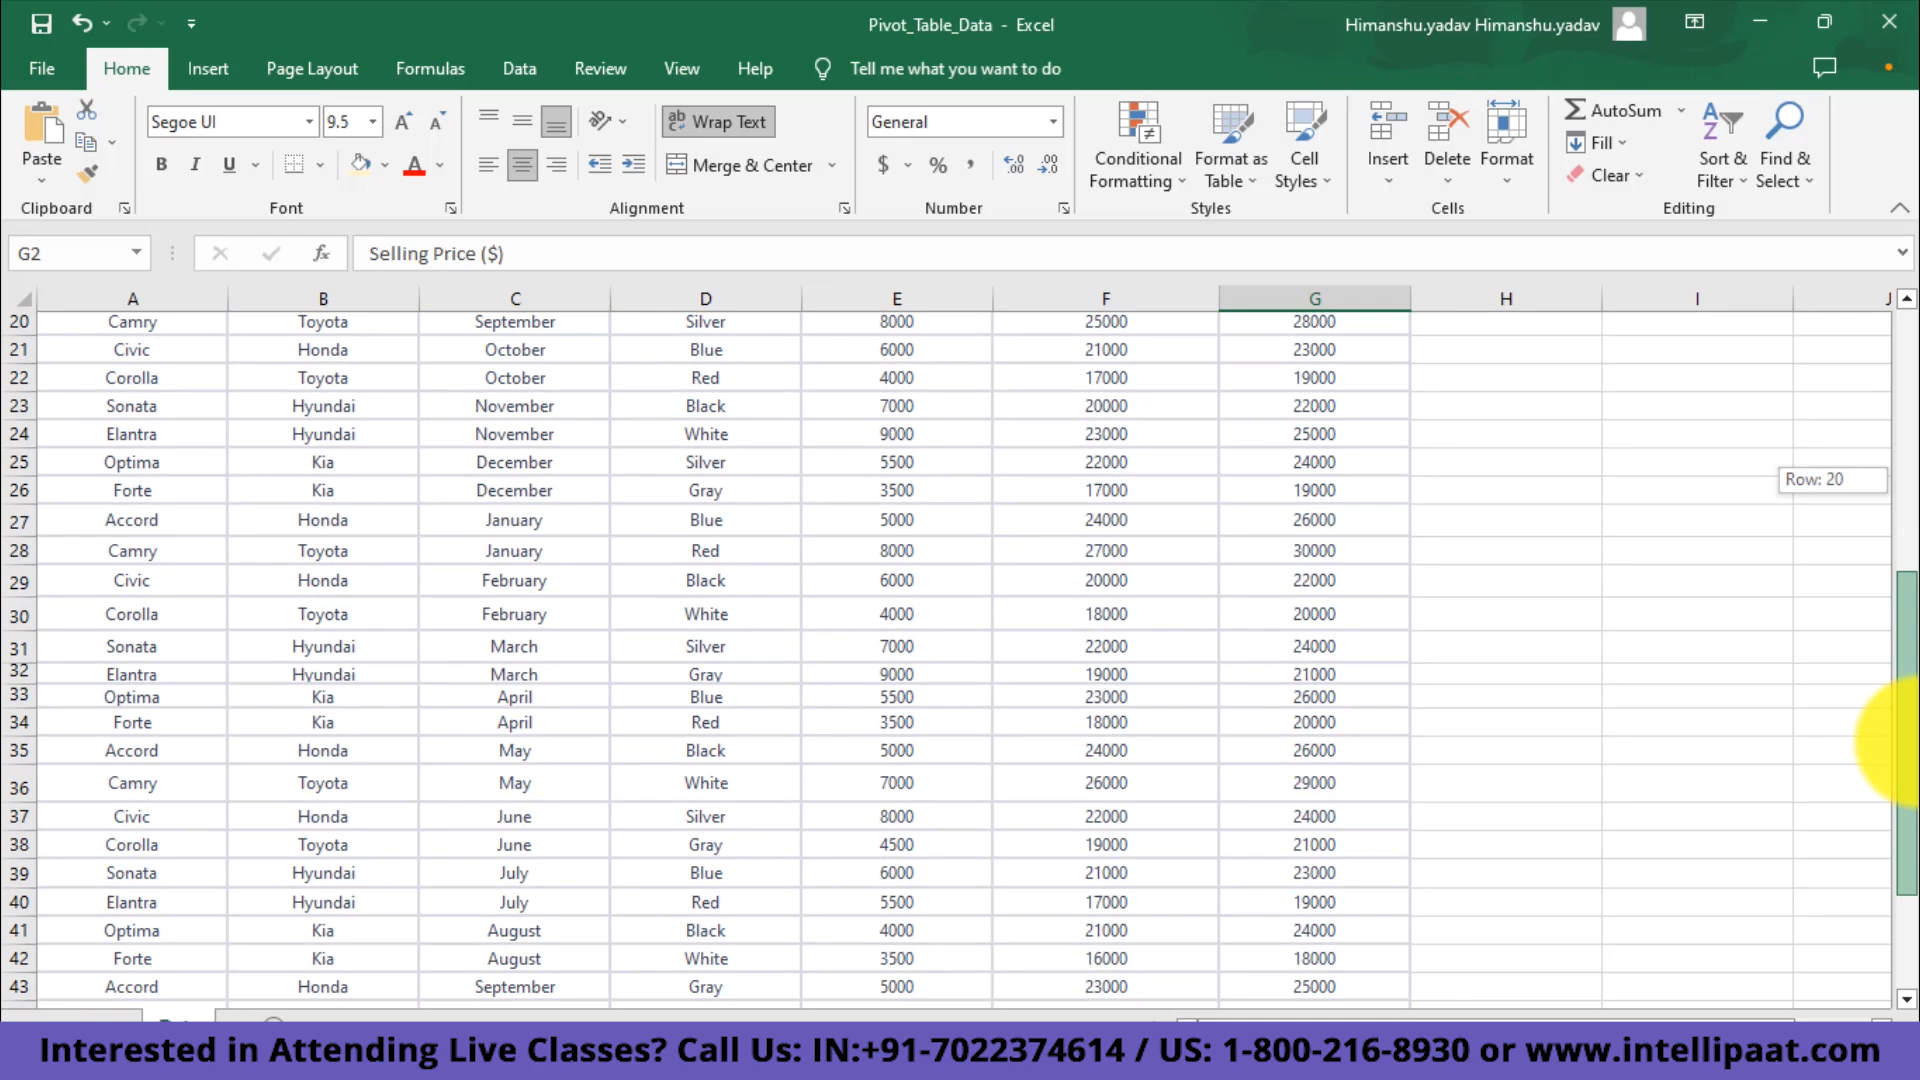 Pivot_Table_Data - Excel
Himanshu.yadav Himanshu.yadav
File Home Insert Page Layout Formulas Data Review View Help Tell me what you want to do
Paste
Clipboard
Segoe UI 9.5
B I U
Font
Wrap Text
Merge & Center
Alignment
General
$ % ,
Number
Conditional Formatting
Format as Table
Cell Styles
Styles
Insert Delete Format
Cells
AutoSum
Fill
Clear
Sort & Filter
Find & Select
Editing
G2 fx Selling Price ($)
A B C D E F G H I J
20 Camry Toyota September Silver 8000 25000 28000
21 Civic Honda October Blue 6000 21000 23000
22 Corolla Toyota October Red 4000 17000 19000
23 Sonata Hyundai November Black 7000 20000 22000
24 Elantra Hyundai November White 9000 23000 25000
25 Optima Kia December Silver 5500 22000 24000
Row: 20
26 Forte Kia December Gray 3500 17000 19000
27 Accord Honda January Blue 5000 24000 26000
28 Camry Toyota January Red 8000 27000 30000
29 Civic Honda February Black 6000 20000 22000
30 Corolla Toyota February White 4000 18000 20000
31 Sonata Hyundai March Silver 7000 22000 24000
32 Elantra Hyundai March Gray 9000 19000 21000
33 Optima Kia April Blue 5500 23000 26000
34 Forte Kia April Red 3500 18000 20000
35 Accord Honda May Black 5000 24000 26000
36 Camry Toyota May White 7000 26000 29000
37 Civic Honda June Silver 8000 22000 24000
38 Corolla Toyota June Gray 4500 19000 21000
39 Sonata Hyundai July Blue 6000 21000 23000
40 Elantra Hyundai July Red 5500 17000 19000
41 Optima Kia August Black 4000 21000 24000
42 Forte Kia August White 3500 16000 18000
43 Accord Honda September Gray 5000 23000 25000
Interested in Attending Live Classes? Call Us: IN:+91-7022374614 / US: 1-800-216-8930 or www.intellipaat.com